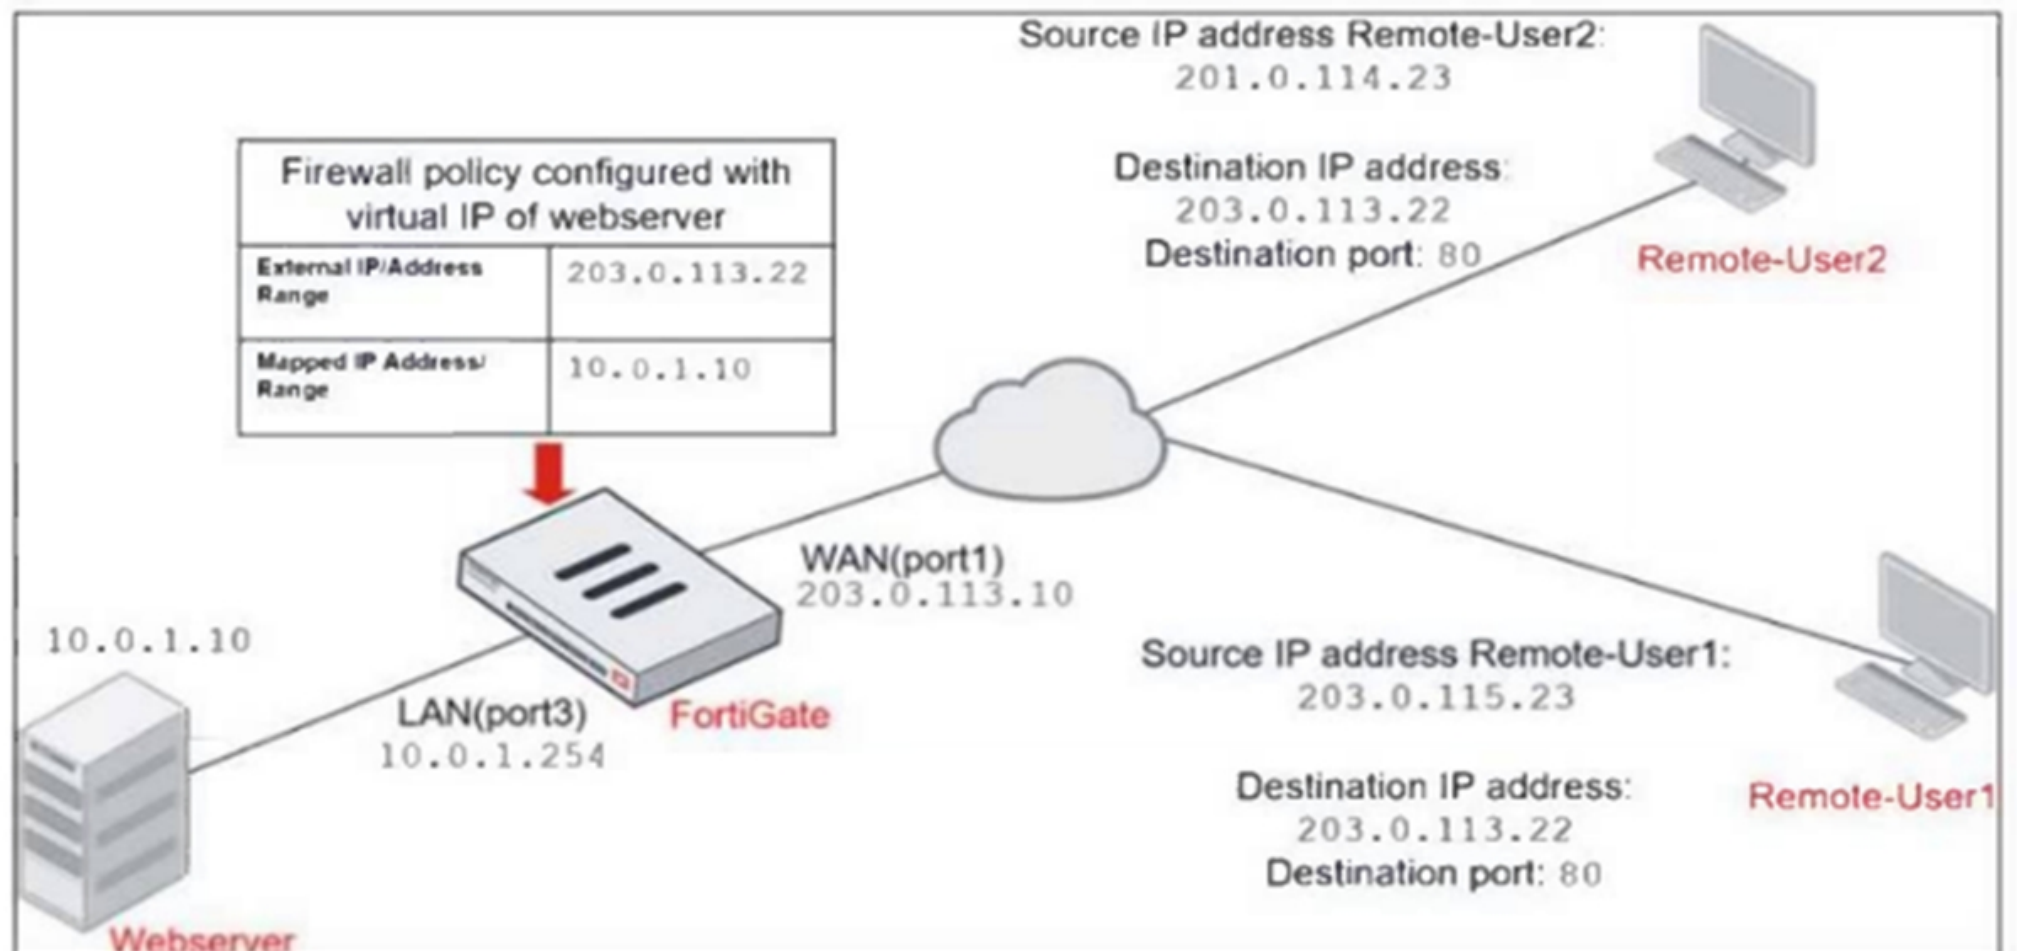 Source IP address Remote-User2:
201.0.114.23
Destination IP address:
203.0.113.22
Destination port: 80
Remote-User2
Firewall policy configured with
virtual IP of webserver
External IP/Address
Range
203.0.113.22
Mapped IP Address/
Range
10.0.1.10
WAN(port1)
203.0.113.10
10.0.1.10
LAN(port3)
10.0.1.254
FortiGate
Webserver
Source IP address Remote-User1:
203.0.115.23
Destination IP address:
203.0.113.22
Destination port: 80
Remote-User1